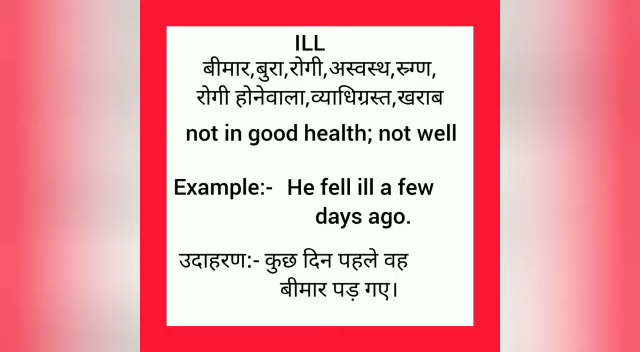 ILL
बीमार,बुरा,रोगी,अस्वस्थ,रुग्ण,
रोगी होनेवाला,व्याधिग्रस्त,खराब
not in good health; not well
Example:- He fell ill a few
days ago.
उदाहरण:- कुछ दिन पहले वह
बीमार पड़ गए।